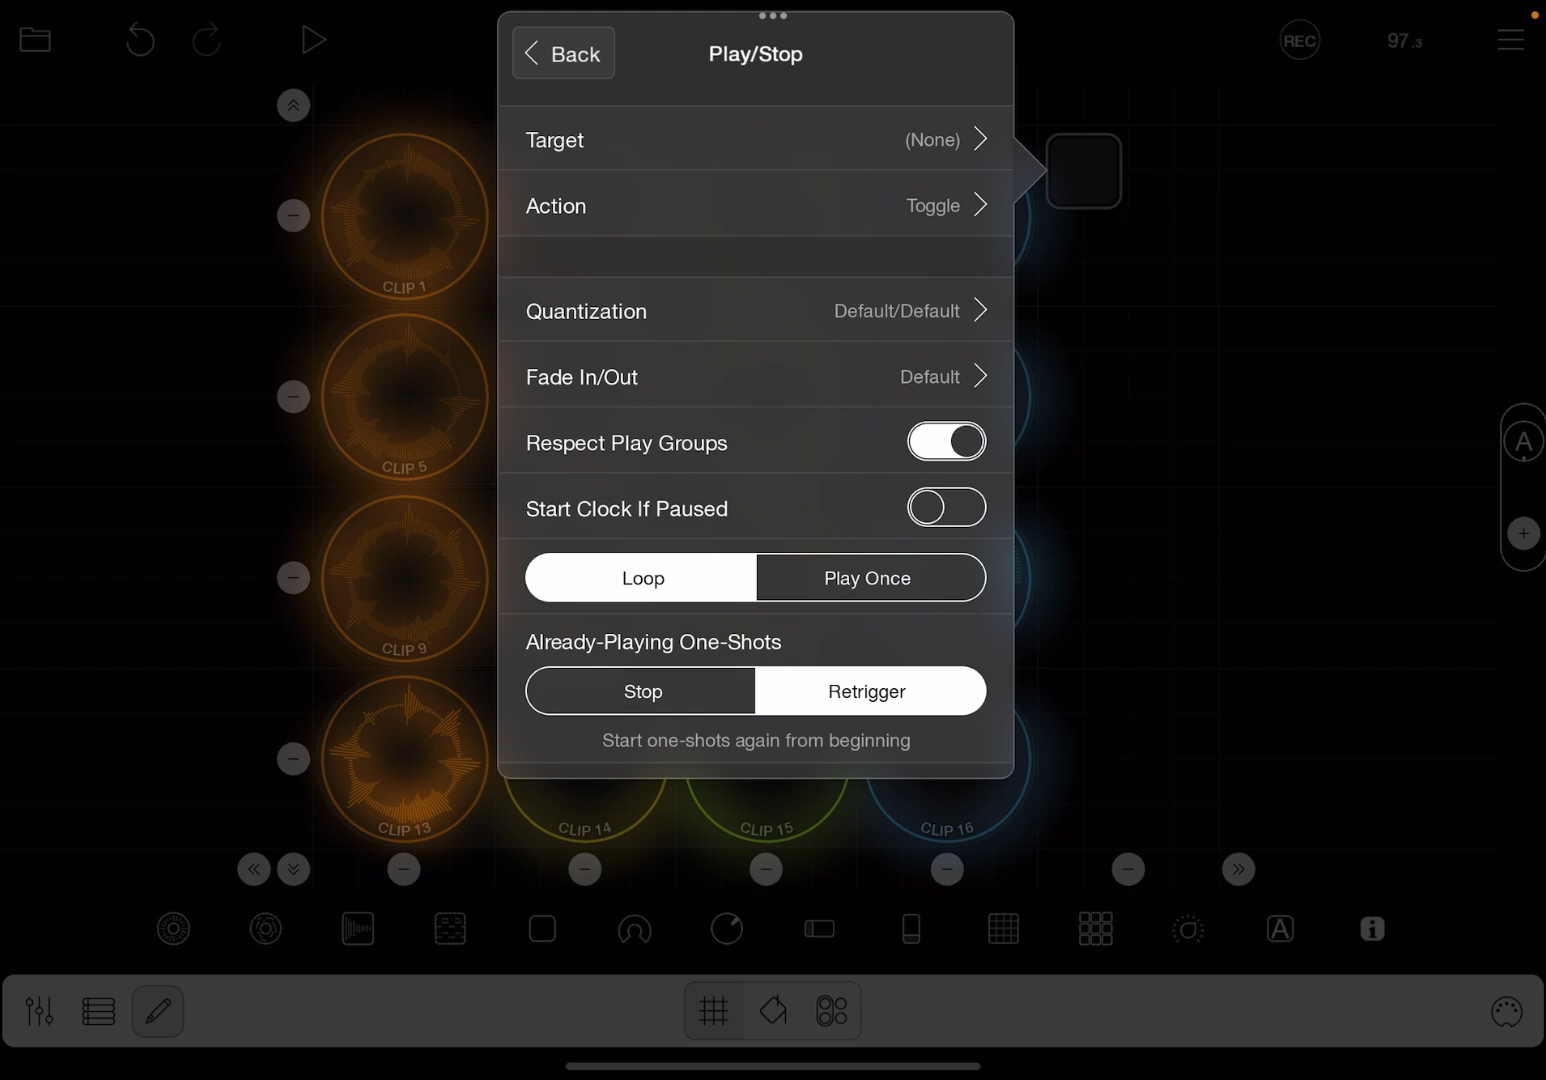 REC
97.3
Back
Play/Stop
Target
(None)
Action
Toggle
Quantization
Default/Default
Fade In/Out
Default
Respect Play Groups
Start Clock If Paused
Loop
Play Once
Already-Playing One-Shots
Stop
Retrigger
Start one-shots again from beginning
CLIP 1
CLIP 5
CLIP 9
CLIP 13
CLIP 14
CLIP 15
CLIP 16
A
A